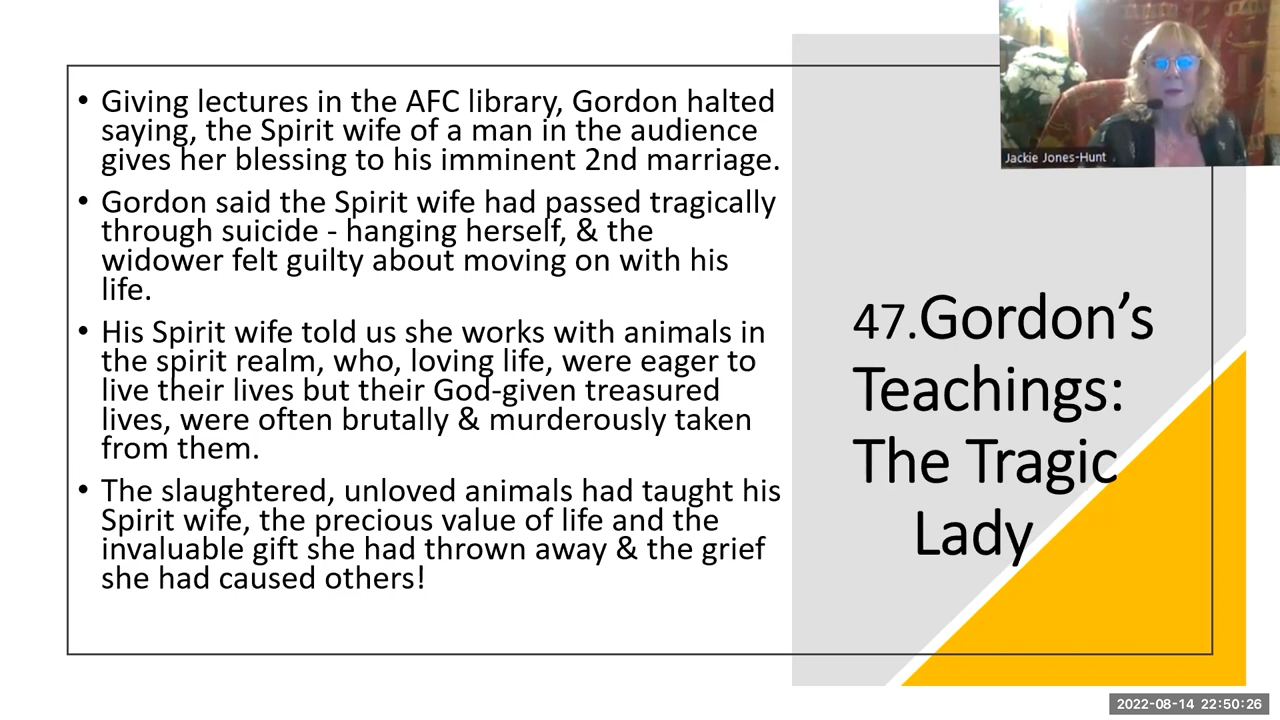 • Giving lectures in the AFC library, Gordon halted
saying, the Spirit wife of a man in the audience
gives her blessing to his imminent 2nd marriage.
• Gordon said the Spirit wife had passed tragically
through suicide - hanging herself, & the
widower felt guilty about moving on with his
life.
• His Spirit wife told us she works with animals in
the spirit realm, who, loving life, were eager to
live their lives but their God-given treasured
lives, were often brutally & murderously taken
from them.
• The slaughtered, unloved animals had taught his
Spirit wife, the precious value of life and the
invaluable gift she had thrown away & the grief
she had caused others!
47.Gordon’s
Teachings:
The Tragic
Lady
Jackie Jones-Hunt
2022-08-14 22:50:26